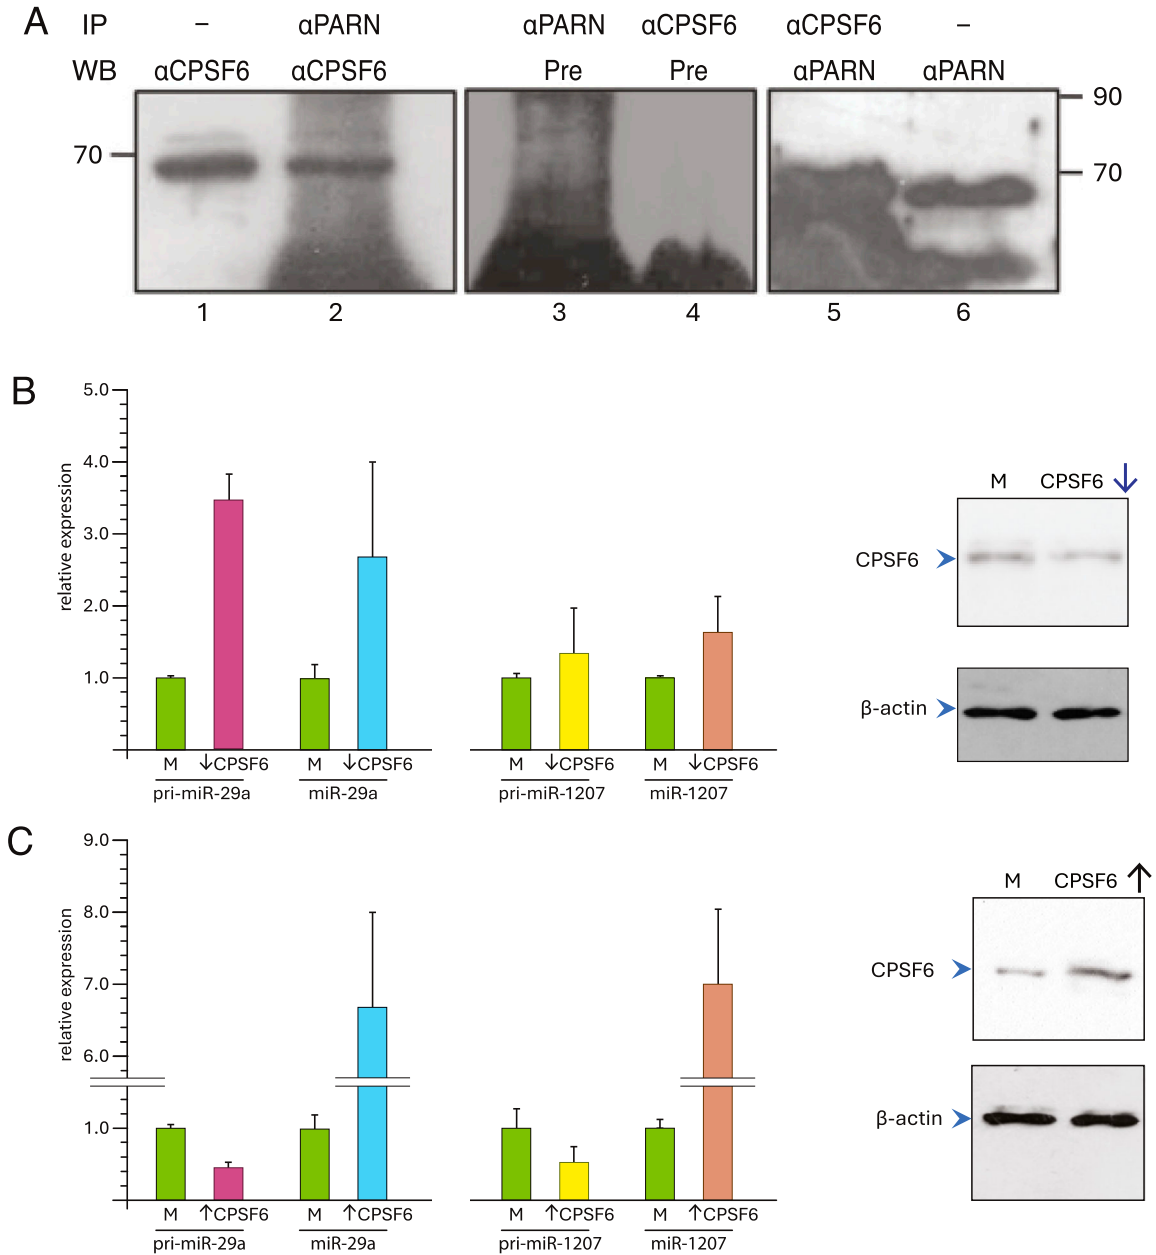 A IP – αPARN αPARN αCPSF6 αCPSF6 –
WB αCPSF6 αCPSF6 Pre Pre αPARN αPARN
90
70 70
1 2 3 4 5 6
B
5.0
4.0
3.0
2.0
1.0
relative expression
M ↓CPSF6 M ↓CPSF6 M ↓CPSF6 M ↓CPSF6
pri-miR-29a miR-29a pri-miR-1207 miR-1207
M CPSF6 ↓
CPSF6
β-actin
C
9.0
8.0
7.0
6.0
1.0
relative expression
M ↑CPSF6 M ↑CPSF6 M ↑CPSF6 M ↑CPSF6
pri-miR-29a miR-29a pri-miR-1207 miR-1207
M CPSF6 ↑
CPSF6
β-actin